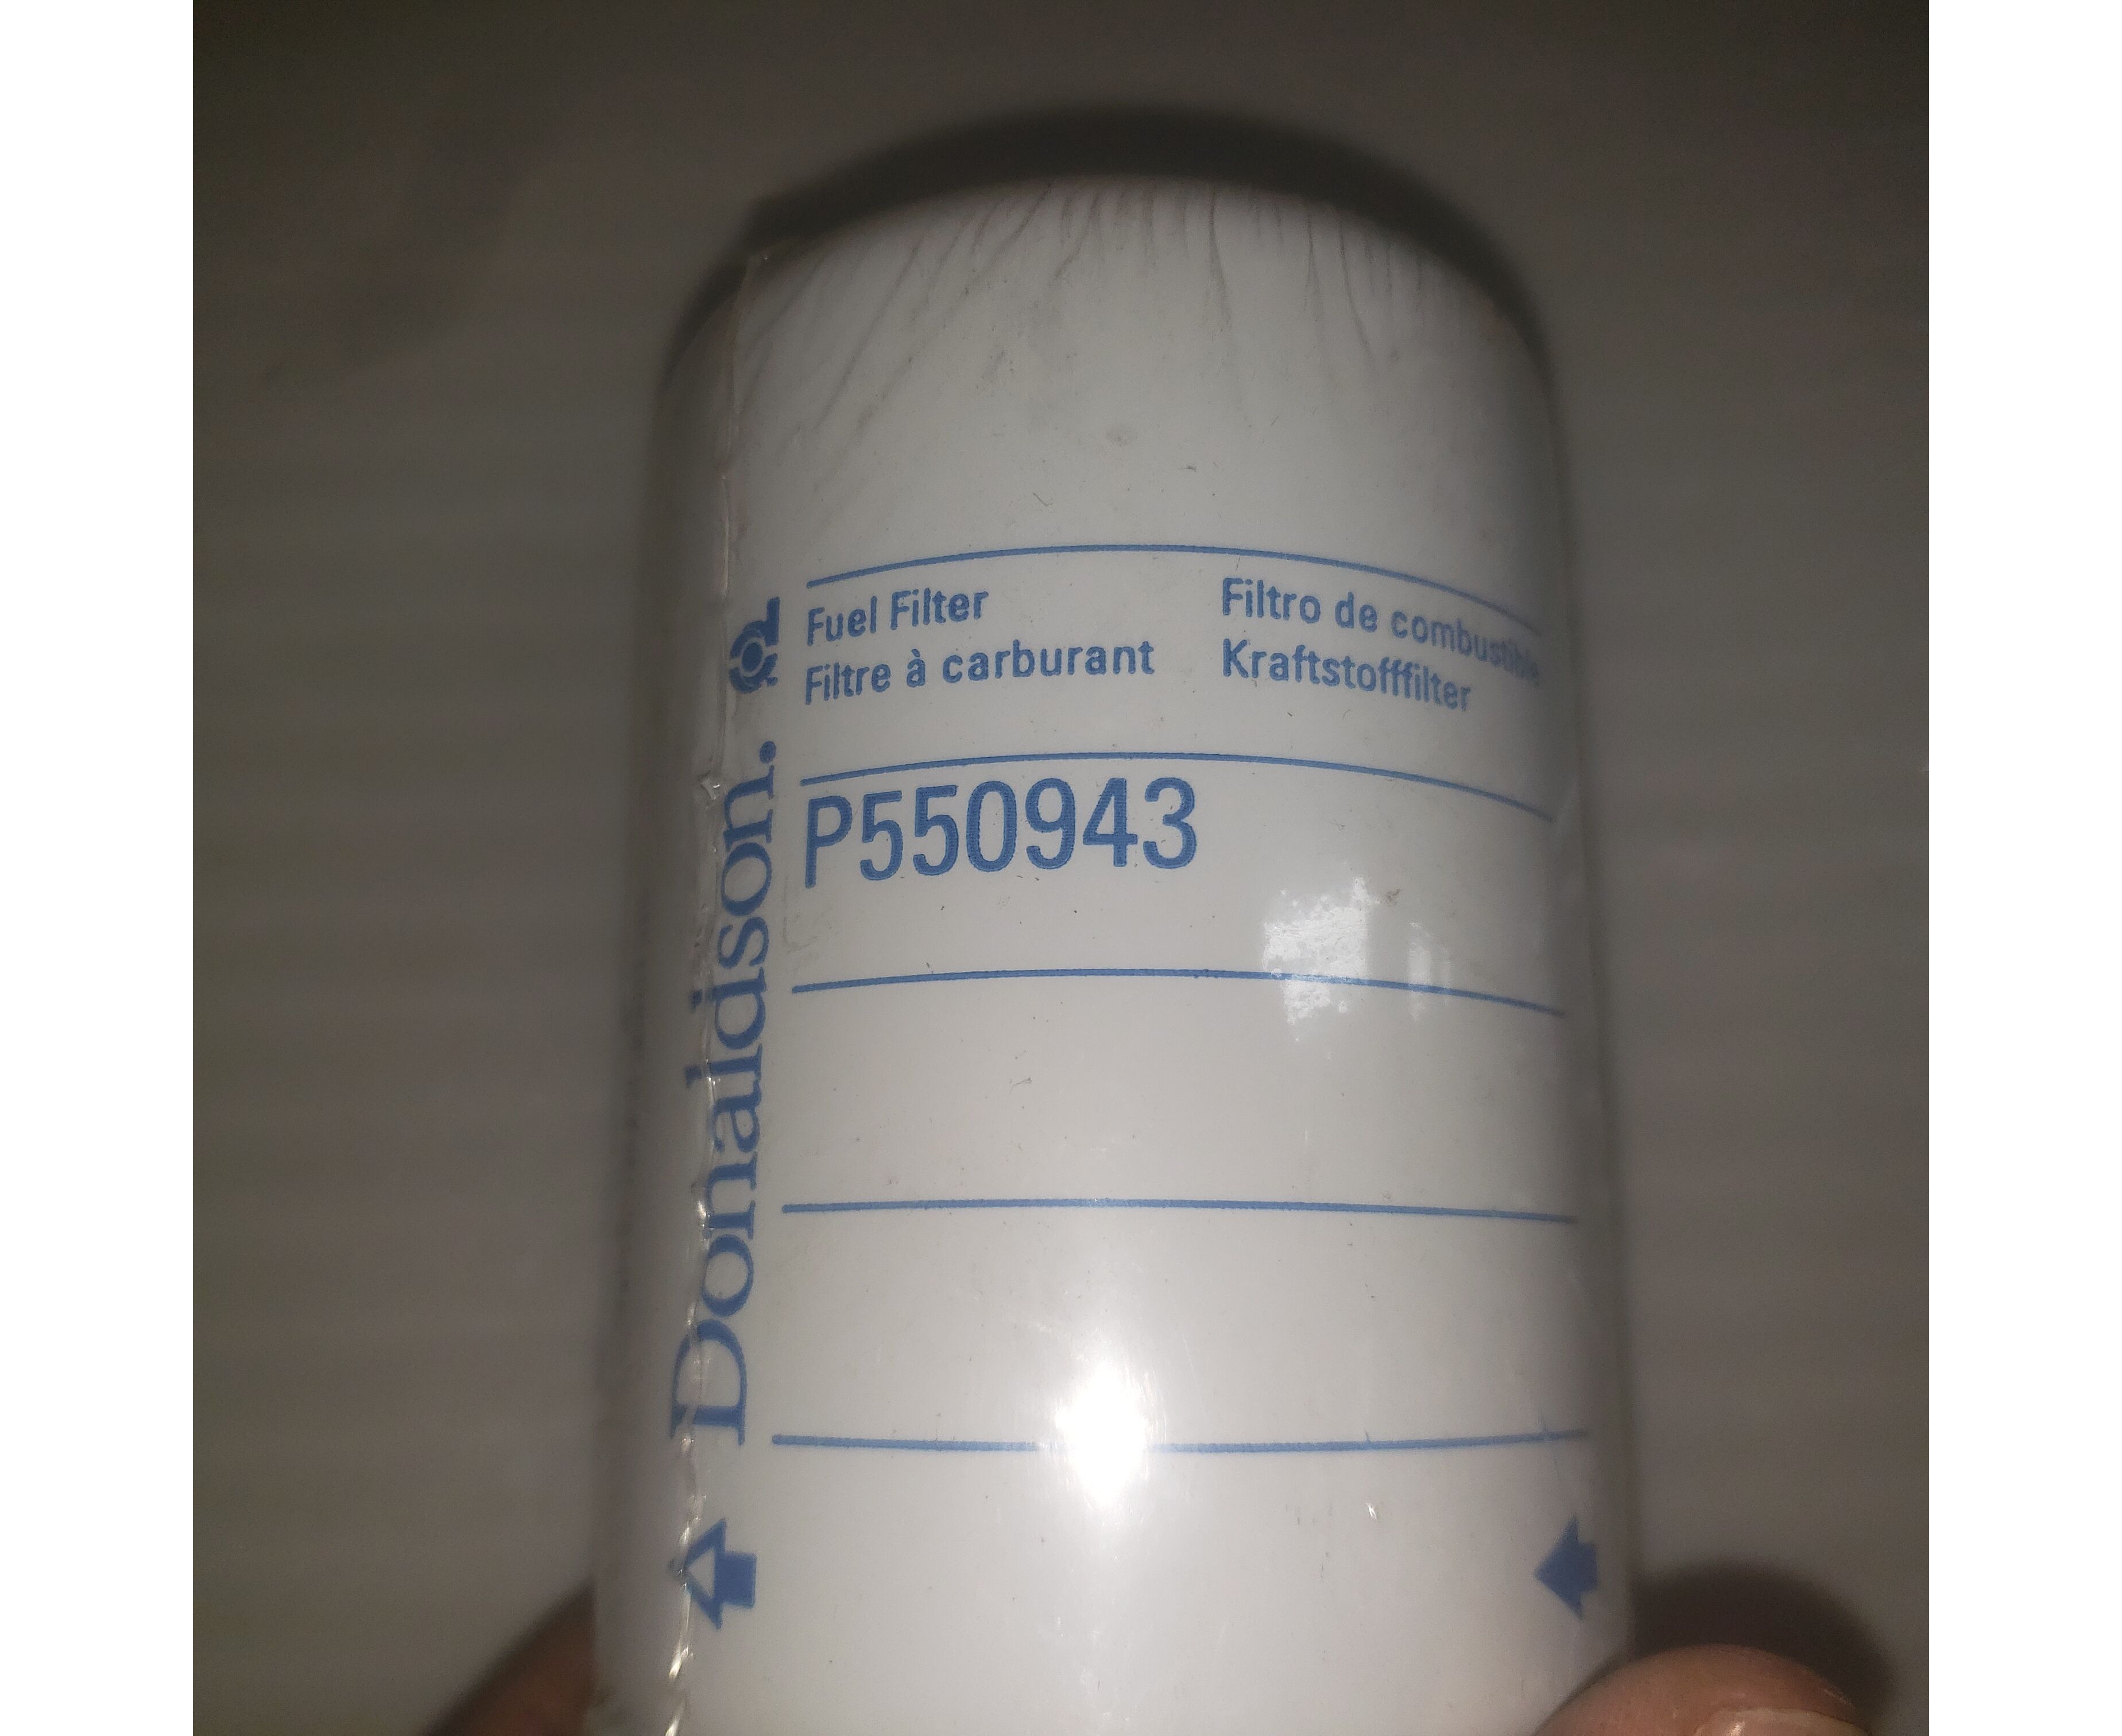 Fuel Filter
Filtre à carburant
Filtro de combustible
Kraftstofffilter
P550943
Donaldson.